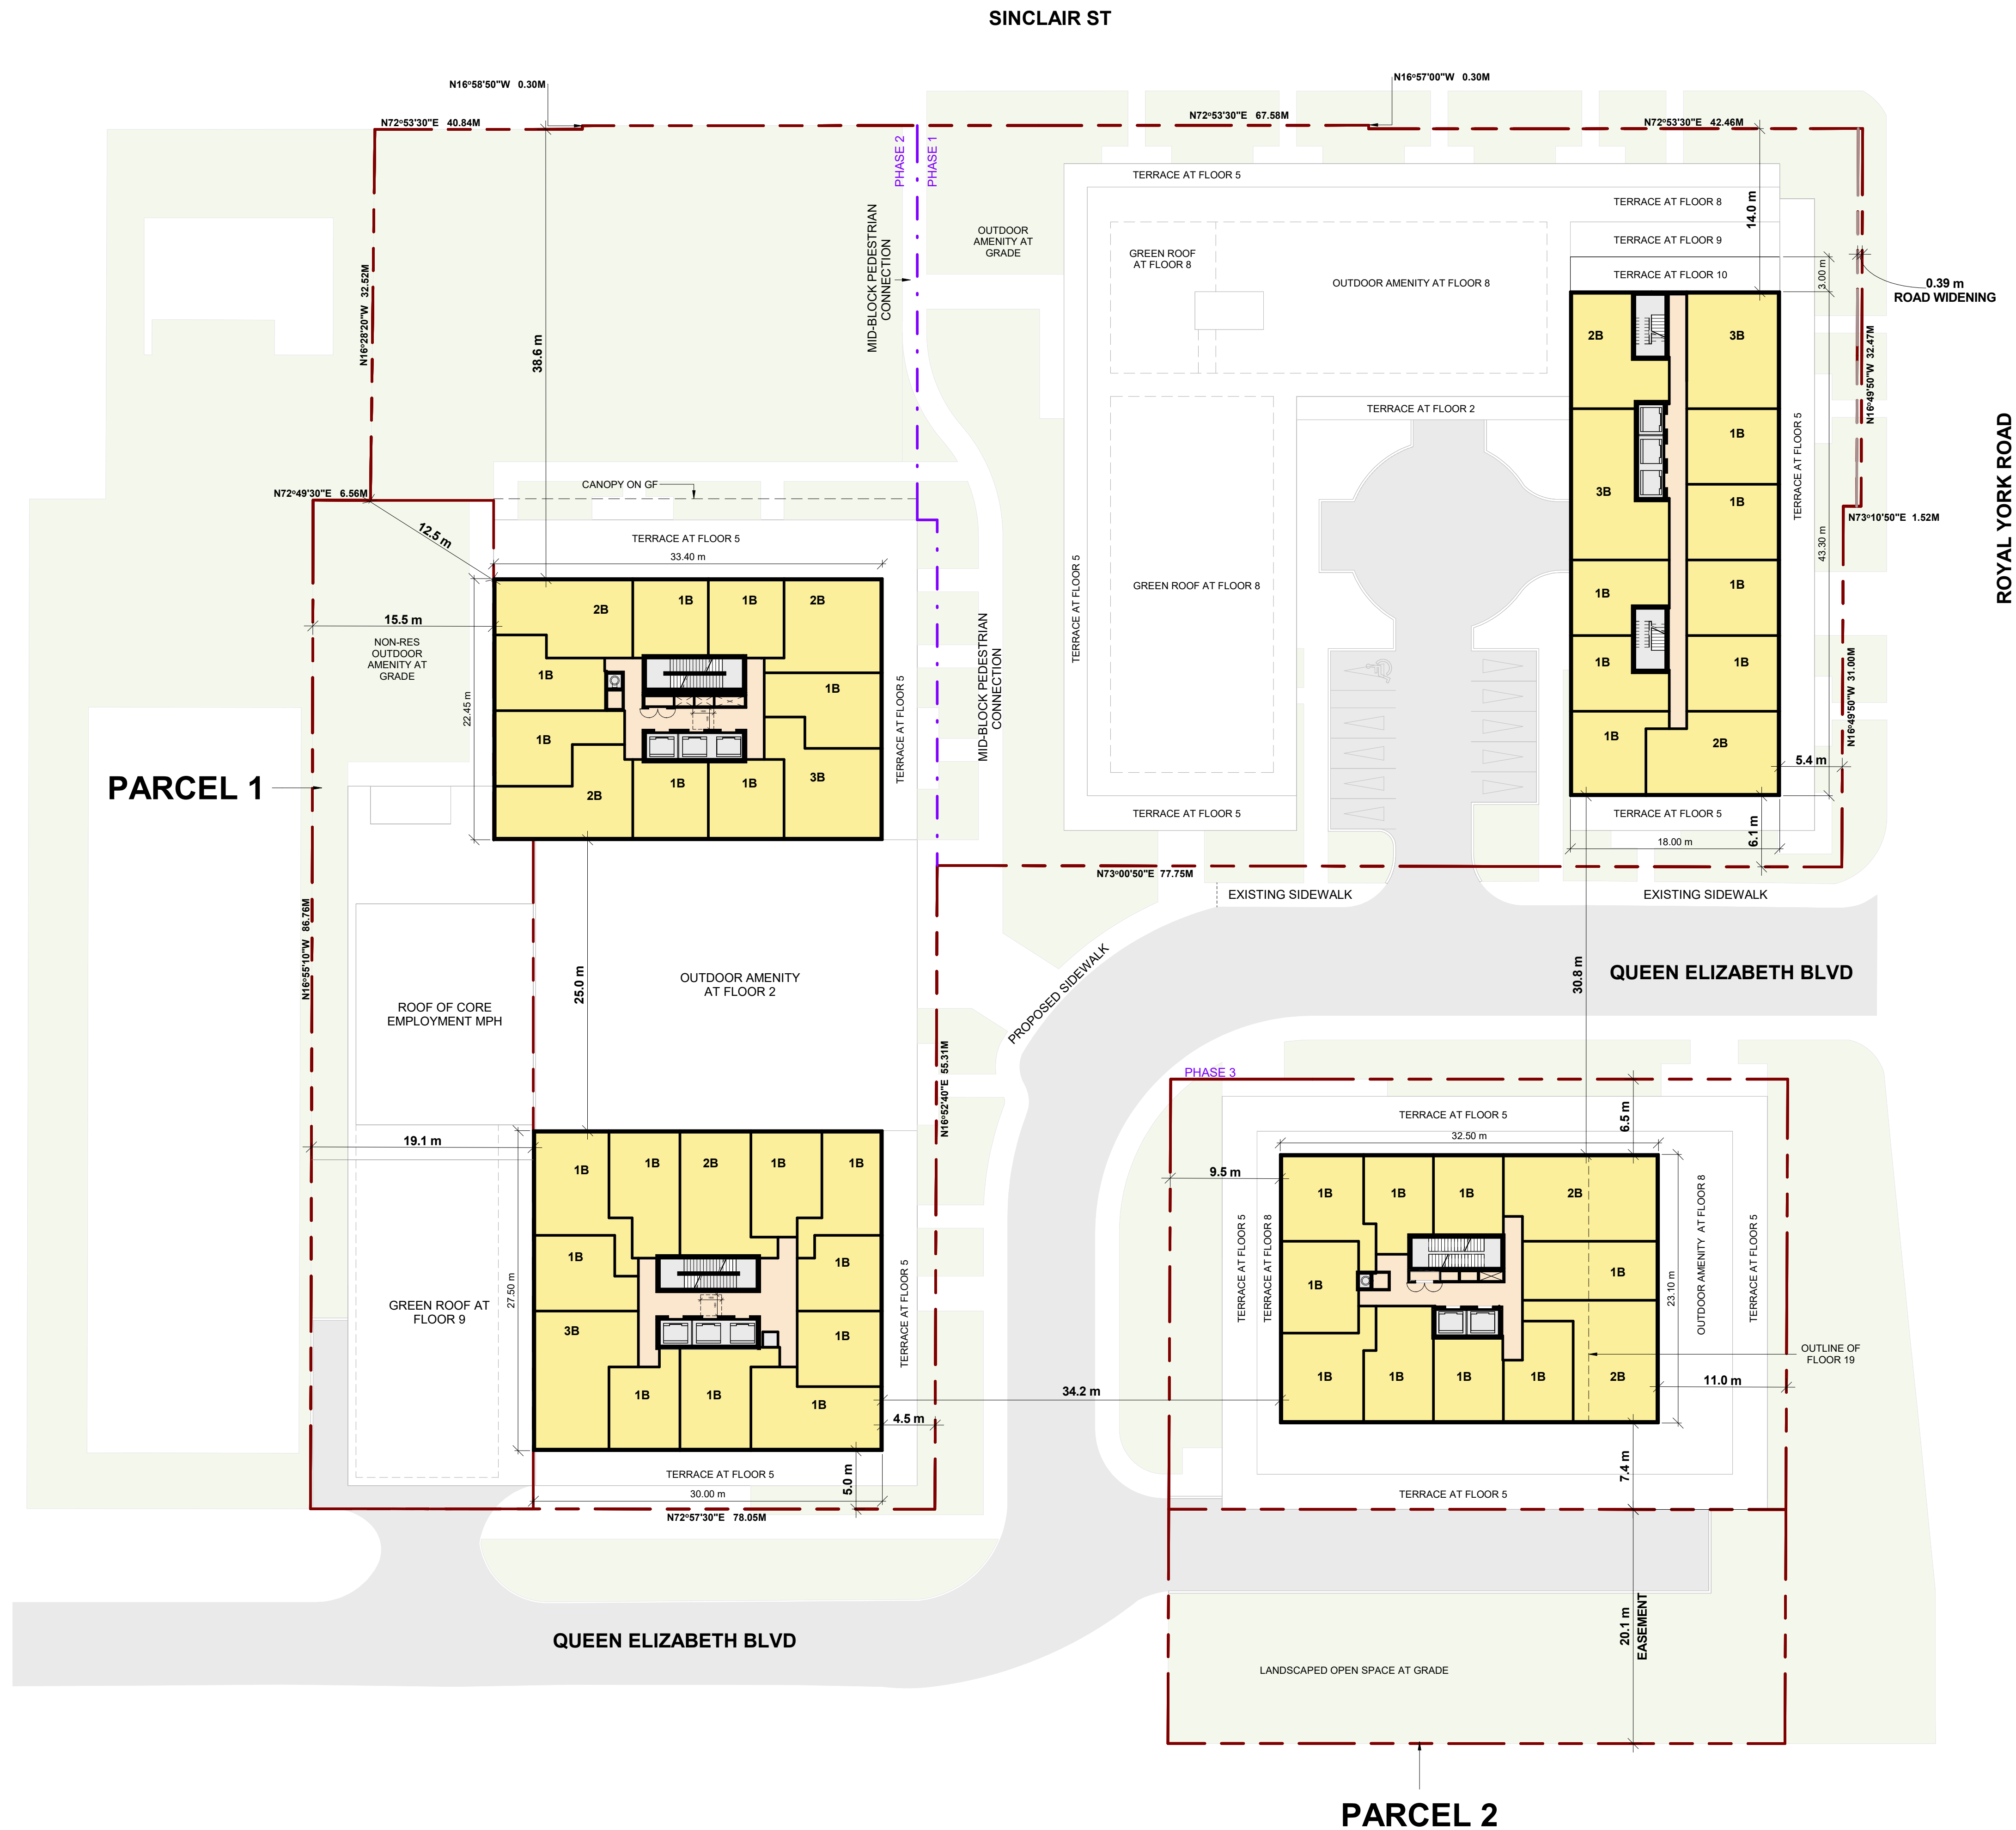 SINCLAIR ST
N16°58'50"W 0.30M
N16°57'00"W 0.30M
N72°53'30"E 40.84M
N72°53'30"E 67.58M
N72°53'30"E 42.46M
PHASE 2
PHASE 1
TERRACE AT FLOOR 5
TERRACE AT FLOOR 8
14.0 m
MID-BLOCK PEDESTRIAN
CONNECTION
OUTDOOR
AMENITY AT
GRADE
GREEN ROOF
AT FLOOR 8
OUTDOOR AMENITY AT FLOOR 8
TERRACE AT FLOOR 9
TERRACE AT FLOOR 10
3.00 m
0.39 m
ROAD WIDENING
N16°28'20"W 32.52M
38.6 m
2B
3B
N16°49'50"W 32.47M
TERRACE AT FLOOR 2
1B
TERRACE AT FLOOR 5
ROYAL YORK ROAD
3B
1B
N72°49'30"E 6.56M
CANOPY ON GF
12.5 m
TERRACE AT FLOOR 5
33.40 m
N73°10'50"E 1.52M
43.30 m
GREEN ROOF AT FLOOR 8
TERRACE AT FLOOR 5
1B
1B
2B
1B
1B
2B
15.5 m
NON-RES
OUTDOOR
AMENITY AT
GRADE
22.45 m
1B
1B
TERRACE AT FLOOR 5
MID-BLOCK PEDESTRIAN
CONNECTION
1B
1B
N16°49'50"W 31.00M
1B
1B
2B
5.4 m
PARCEL 1
2B
1B
1B
3B
TERRACE AT FLOOR 5
TERRACE AT FLOOR 5
6.1 m
18.00 m
N73°00'50"E 77.75M
EXISTING SIDEWALK
EXISTING SIDEWALK
N16°55'10"W 86.76M
25.0 m
OUTDOOR AMENITY
AT FLOOR 2
ROOF OF CORE
EMPLOYMENT MPH
PROPOSED SIDEWALK
30.8 m
QUEEN ELIZABETH BLVD
N16°52'40"E 55.31M
PHASE 3
TERRACE AT FLOOR 5
6.5 m
32.50 m
19.1 m
1B
1B
2B
1B
1B
9.5 m
1B
1B
1B
2B
TERRACE AT FLOOR 5
TERRACE AT FLOOR 8
OUTDOOR AMENITY AT FLOOR 8
TERRACE AT FLOOR 5
1B
1B
1B
1B
23.10 m
27.50 m
GREEN ROOF AT
FLOOR 9
TERRACE AT FLOOR 5
3B
1B
OUTLINE OF
FLOOR 19
1B
1B
1B
1B
1B
1B
1B
2B
11.0 m
34.2 m
4.5 m
TERRACE AT FLOOR 5
5.0 m
7.4 m
30.00 m
TERRACE AT FLOOR 5
N72°57'30"E 78.05M
20.1 m
EASEMENT
QUEEN ELIZABETH BLVD
LANDSCAPED OPEN SPACE AT GRADE
PARCEL 2